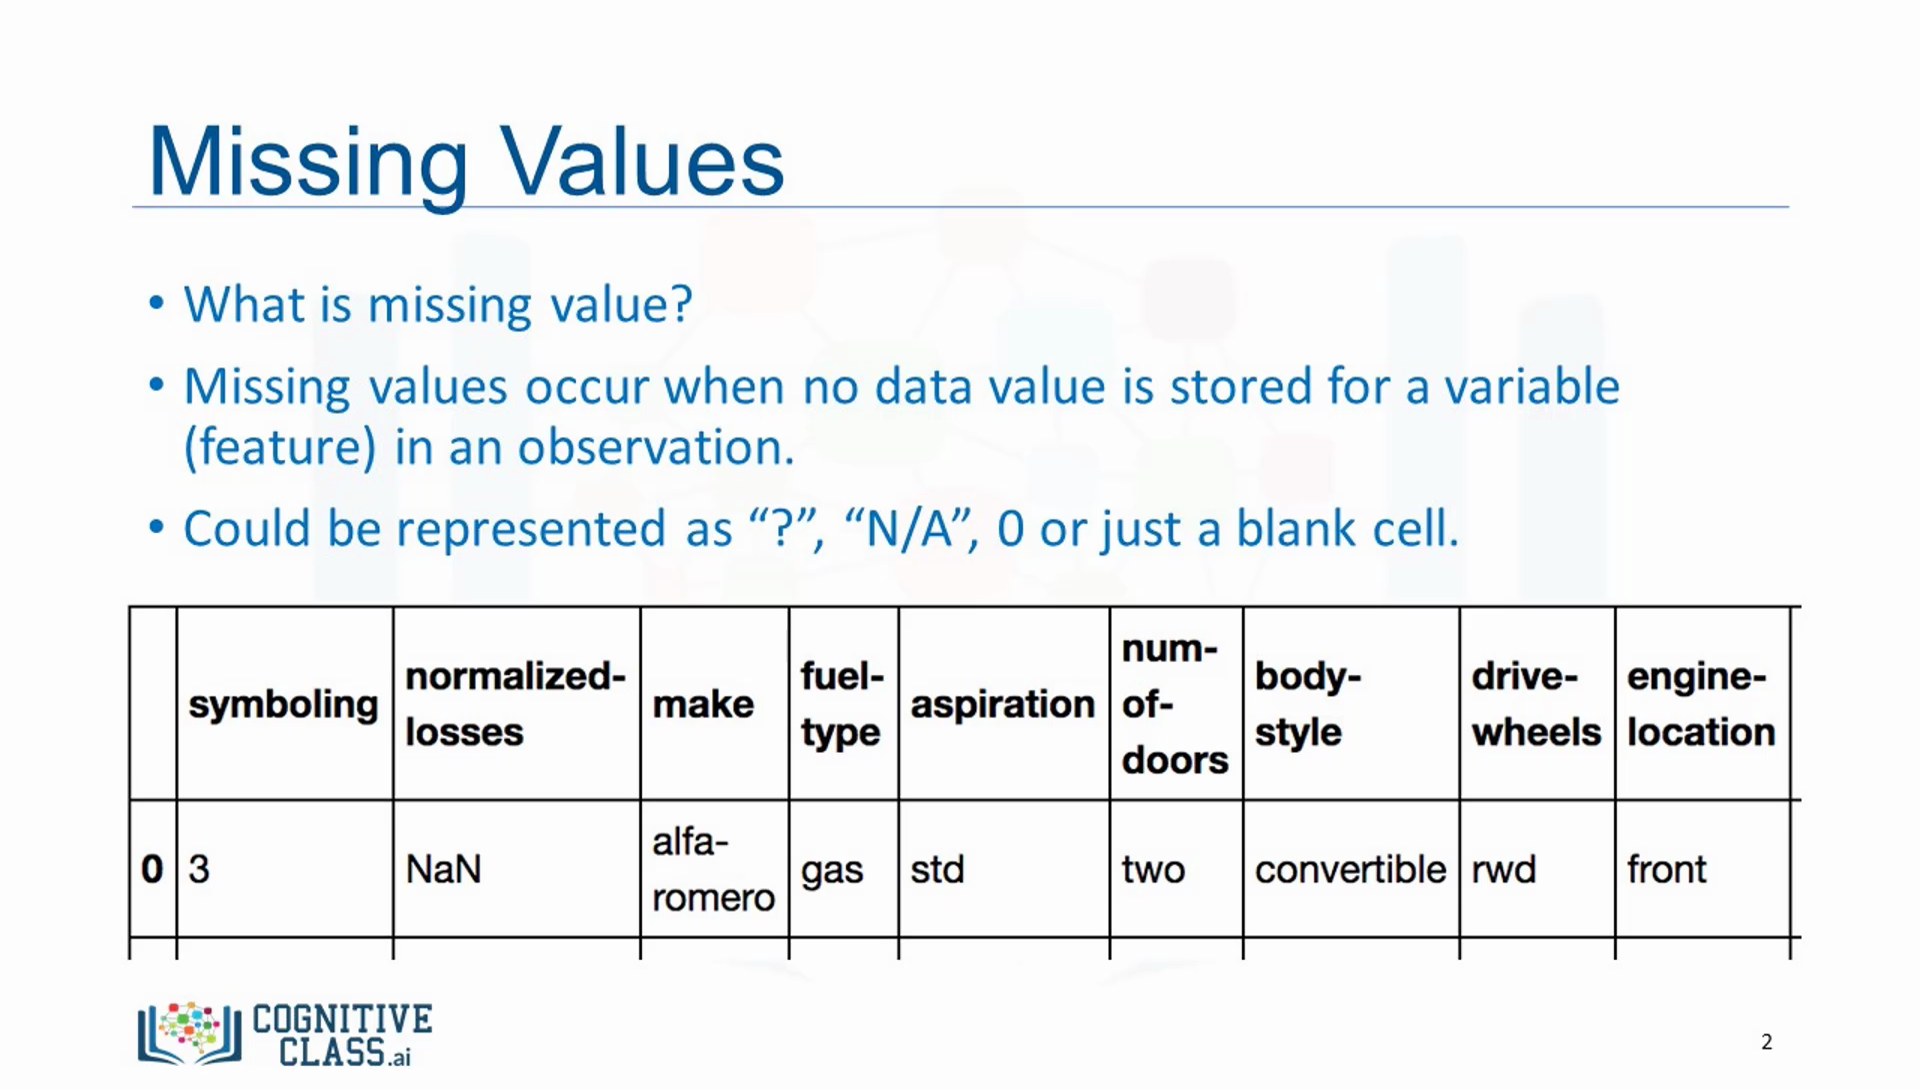 Missing Values
• What is missing value?
• Missing values occur when no data value is stored for a variable
(feature) in an observation.
• Could be represented as “?”, “N/A”, 0 or just a blank cell.
symboling normalized-losses make fuel-type aspiration num-of-doors body-style drive-wheels engine-location
0 3 NaN alfa-romero gas std two convertible rwd front
COGNITIVE
CLASS.ai
2